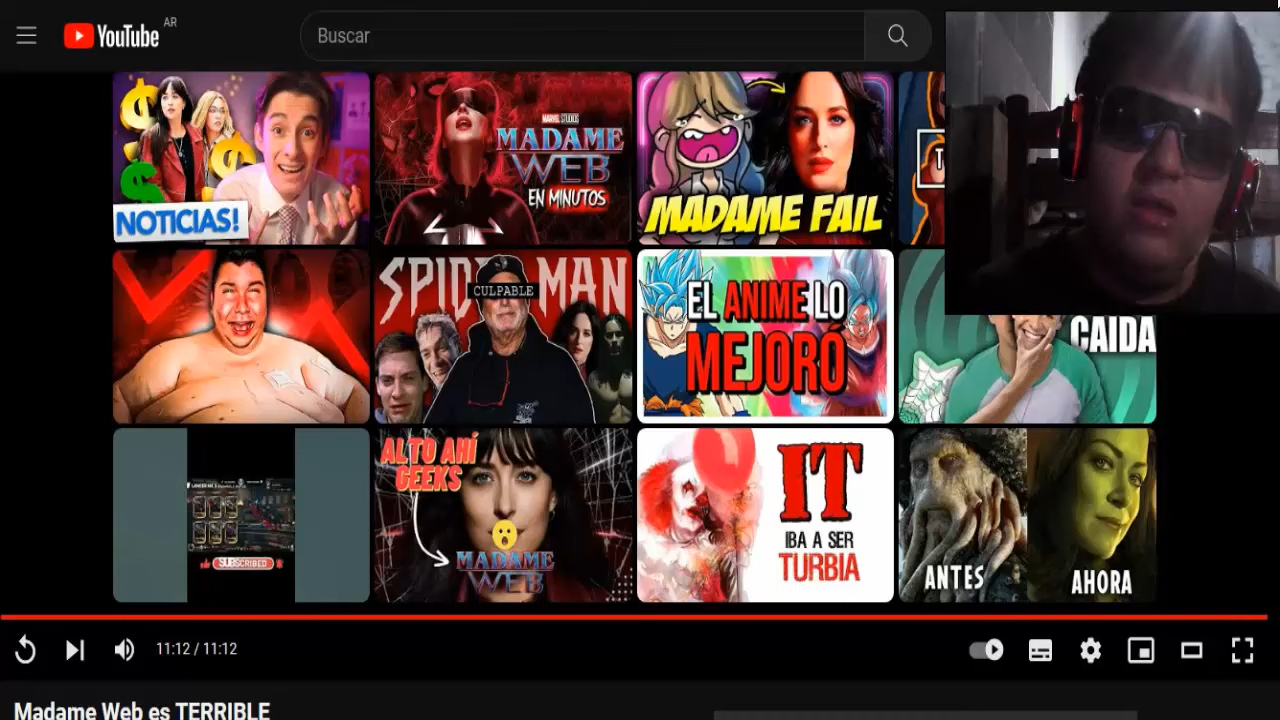 YouTube AR
Buscar
NOTICIAS!
MARVEL STUDIOS
MADAME
WEB
EN MINUTOS
MADAME FAIL
T
SPIDE MAN
CULPABLE
EL ANIME LO
MEJORÓ
CAIDA
SUBSCRIBED
ALTO AHÍ
GEEKS
MADAME
WEB
IT
IBA A SER
TURBIA
ANTES
AHORA
11:12 / 11:12
Madame Web es TERRIBLE